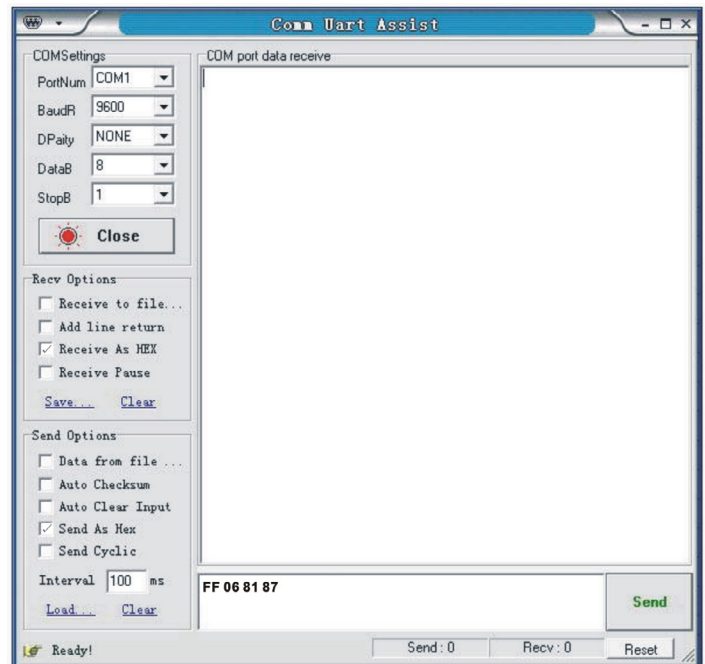 Comm Uart Assist
COMSettings
PortNum COM1
BaudR 9600
DPaity NONE
DataB 8
StopB 1
Close
Recv Options
Receive to file...
Add line return
Receive As HEX
Receive Pause
Save... Clear
Send Options
Data from file ...
Auto Checksum
Auto Clear Input
Send As Hex
Send Cyclic
Interval 100 ms
Load... Clear
COM port data receive
FF 06 81 87
Send
Ready!
Send : 0
Recv : 0
Reset